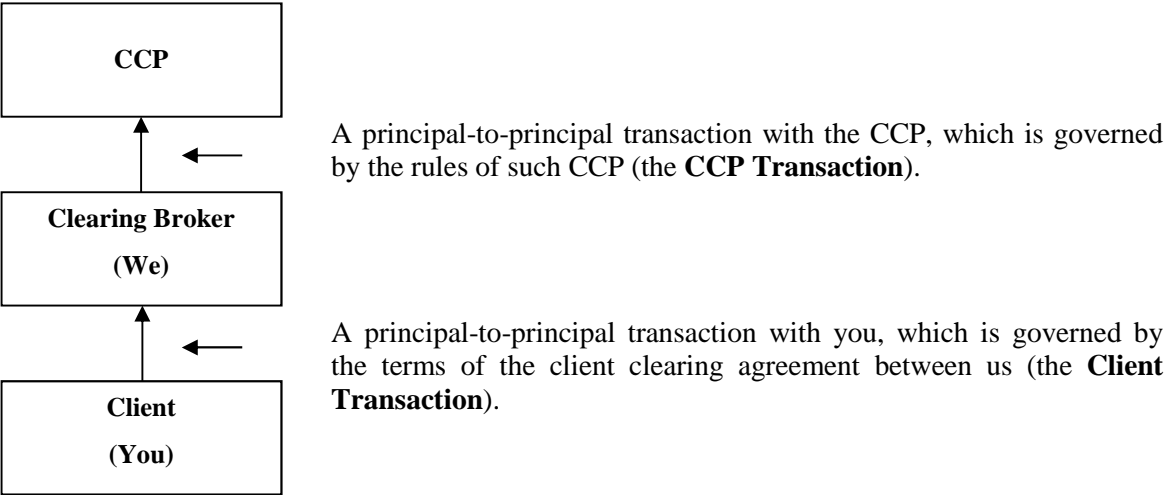 CCP
A principal-to-principal transaction with the CCP, which is governed
by the rules of such CCP (the CCP Transaction).
Clearing Broker
(We)
A principal-to-principal transaction with you, which is governed by
the terms of the client clearing agreement between us (the Client
Transaction).
Client
(You)